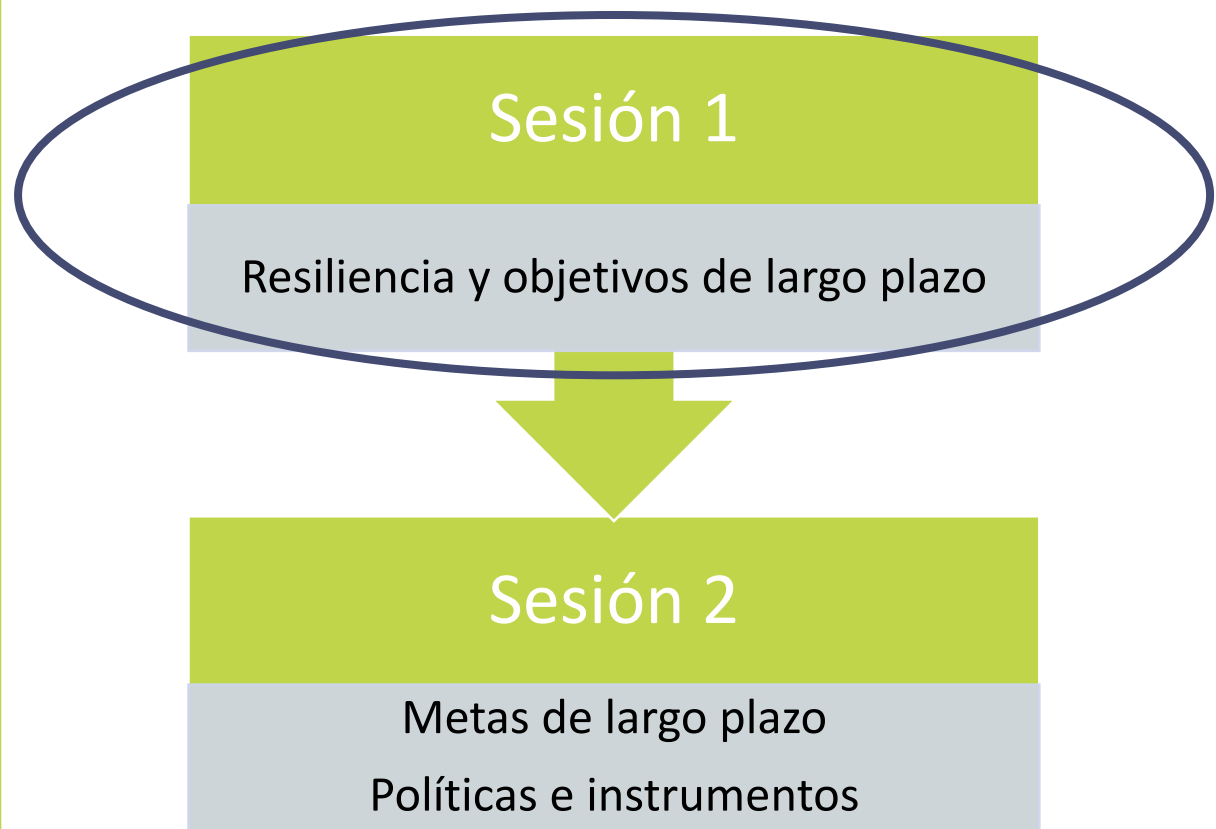 Sesión 1
Resiliencia y objetivos de largo plazo
Sesión 2
Metas de largo plazo
Políticas e instrumentos